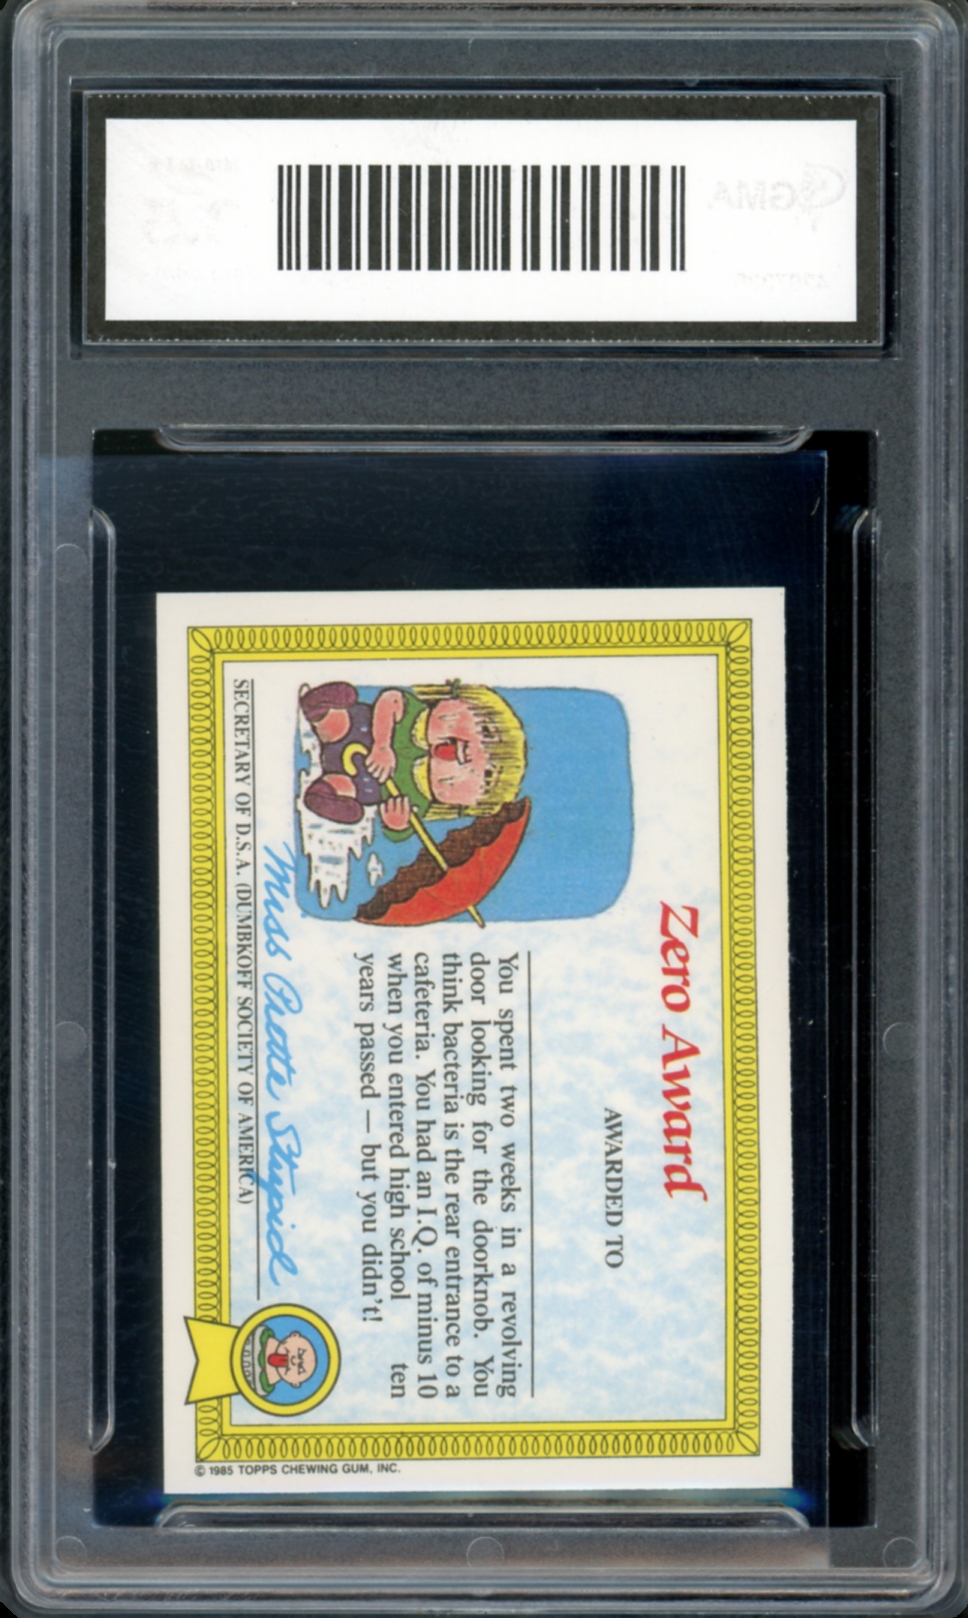 Zero Award
AWARDED TO
You spent two weeks in a revolving
door looking for the doorknob. You
think bacteria is the rear entrance to a
cafeteria. You had an I.Q. of minus 10
when you entered high school ten
years passed — but you didn't!
Miss Prettie Stupid
SECRETARY OF D.S.A. (DUMBKOFF SOCIETY OF AMERICA)
© 1985 TOPPS CHEWING GUM, INC.
GMA